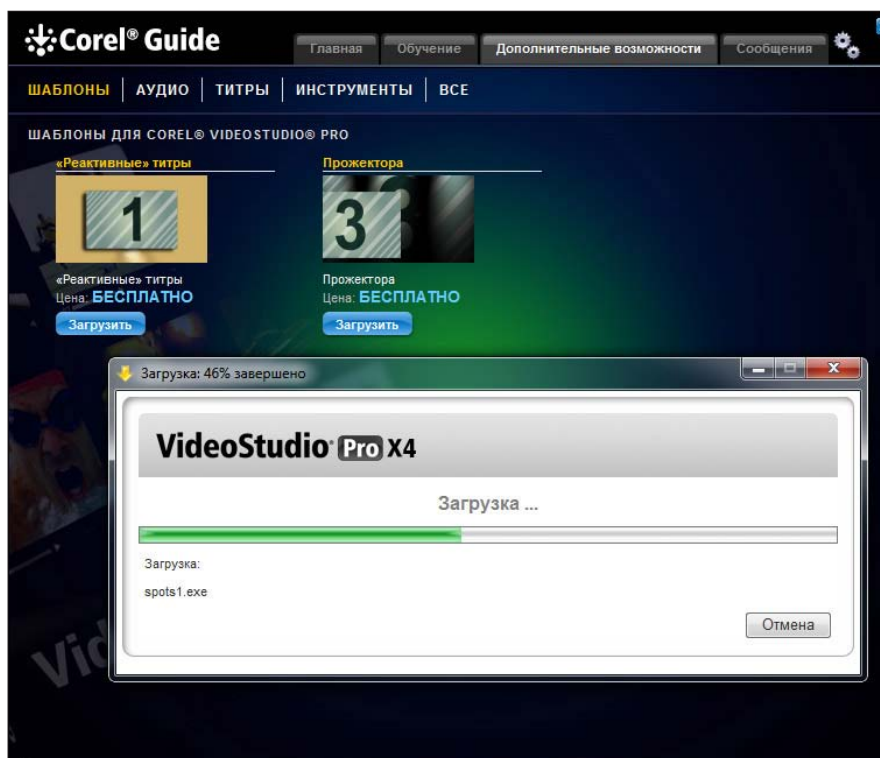 Corel® Guide
Главная
Обучение
Дополнительные возможности
Сообщения
ШАБЛОНЫ | АУДИО | ТИТРЫ | ИНСТРУМЕНТЫ | ВСЕ
ШАБЛОНЫ ДЛЯ COREL® VIDEOSTUDIO® PRO
«Реактивные» титры
1
«Реактивные» титры
Цена: БЕСПЛАТНО
Загрузить
Прожектора
3
Прожектора
Цена: БЕСПЛАТНО
Загрузить
Загрузка: 46% завершено
VideoStudio® Pro X4
Загрузка ...
Загрузка:
spots1.exe
Отмена
Vid